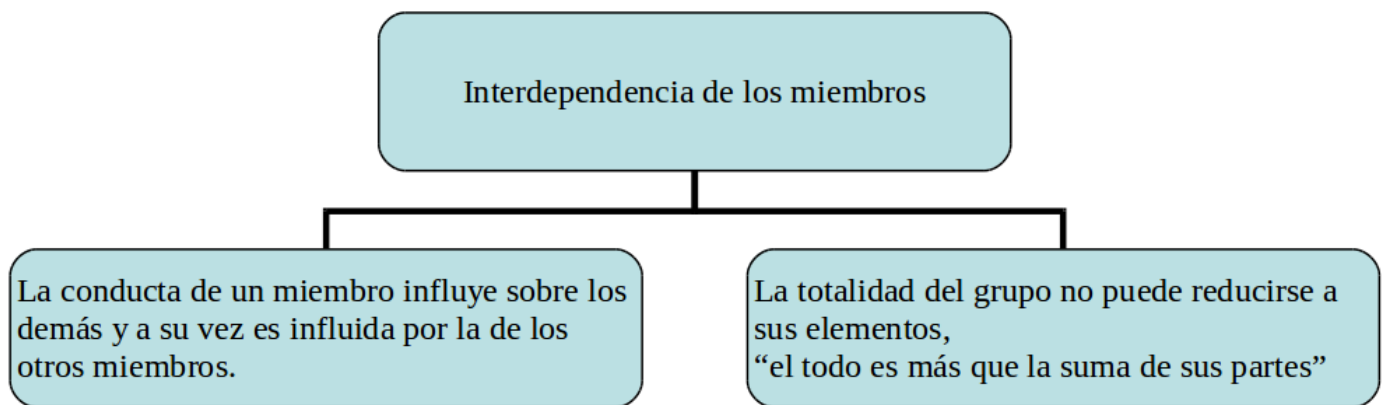 Interdependencia de los miembros
La conducta de un miembro influye sobre los
demás y a su vez es influida por la de los
otros miembros.
La totalidad del grupo no puede reducirse a
sus elementos,
“el todo es más que la suma de sus partes”